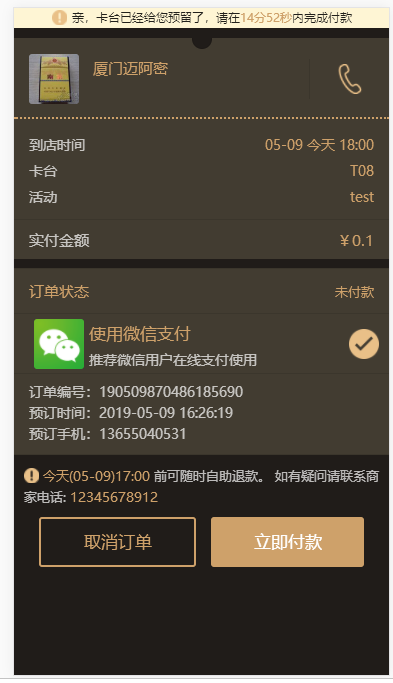 亲，卡台已经给您预留了，请在14分52秒内完成付款
厦门迈阿密
到店时间 05-09 今天 18:00
卡台 T08
活动 test
实付金额 ￥0.1
订单状态 未付款
使用微信支付
推荐微信用户在线支付使用
订单编号：190509870486185690
预订时间：2019-05-09 16:26:19
预订手机：13655040531
今天(05-09)17:00 前可随时自助退款。 如有疑问请联系商
家电话: 12345678912
取消订单 立即付款